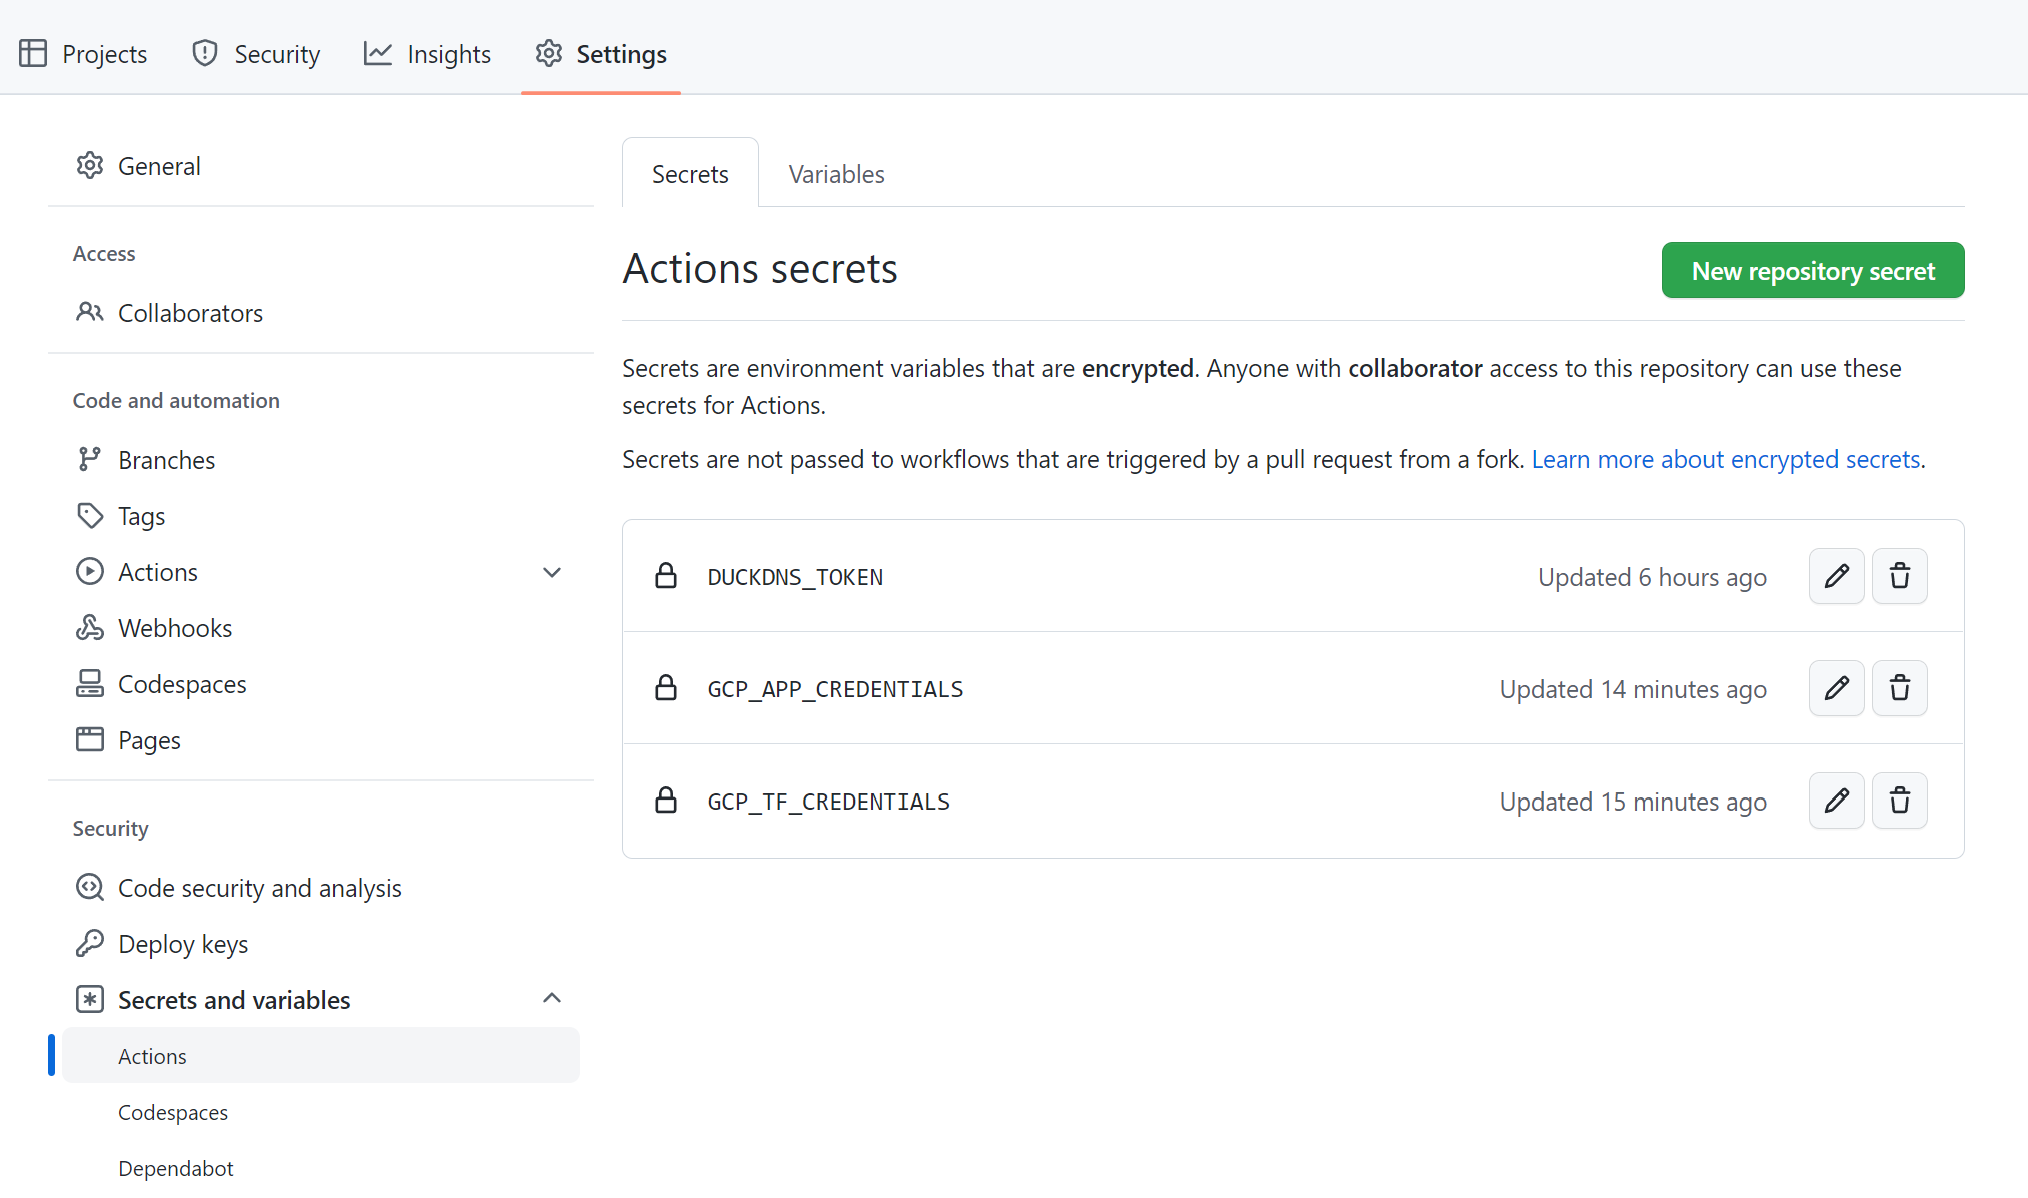 Projects
Security
Insights
Settings
General
Access
Collaborators
Code and automation
Branches
Tags
Actions
Webhooks
Codespaces
Pages
Security
Code security and analysis
Deploy keys
Secrets and variables
Actions
Codespaces
Dependabot
Secrets
Variables
Actions secrets
New repository secret
Secrets are environment variables that are encrypted. Anyone with collaborator access to this repository can use these
secrets for Actions.
Secrets are not passed to workflows that are triggered by a pull request from a fork. Learn more about encrypted secrets.
DUCKDNS_TOKEN
Updated 6 hours ago
GCP_APP_CREDENTIALS
Updated 14 minutes ago
GCP_TF_CREDENTIALS
Updated 15 minutes ago